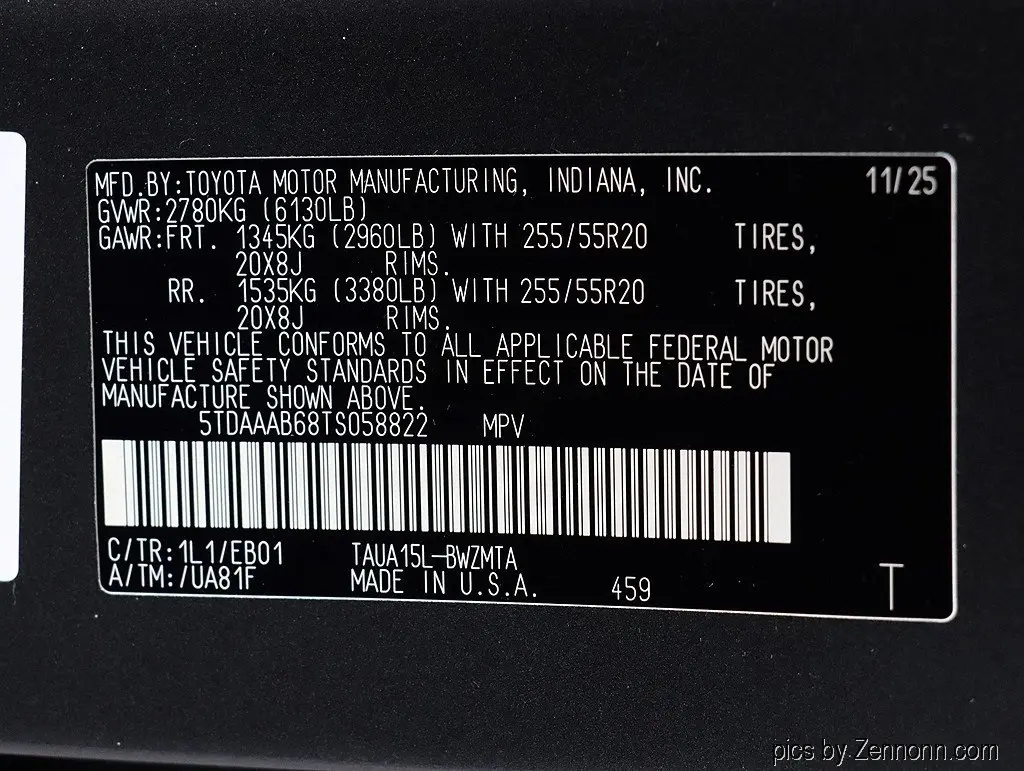 MFD.BY:TOYOTA MOTOR MANUFACTURING, INDIANA, INC. 11/25
GVWR:2780KG (6130LB)
GAWR:FRT. 1345KG (2960LB) WITH 255/55R20 TIRES,
20X8J RIMS.
RR. 1535KG (3380LB) WITH 255/55R20 TIRES,
20X8J RIMS.
THIS VEHICLE CONFORMS TO ALL APPLICABLE FEDERAL MOTOR
VEHICLE SAFETY STANDARDS IN EFFECT ON THE DATE OF
MANUFACTURE SHOWN ABOVE.
5TDAAAB68TS058822 MPV
C/TR:1L1/EB01 TAUA15L-BWZMTA
A/TM:/UA81F MADE IN U.S.A. 459 T
pics by Zennonn.com